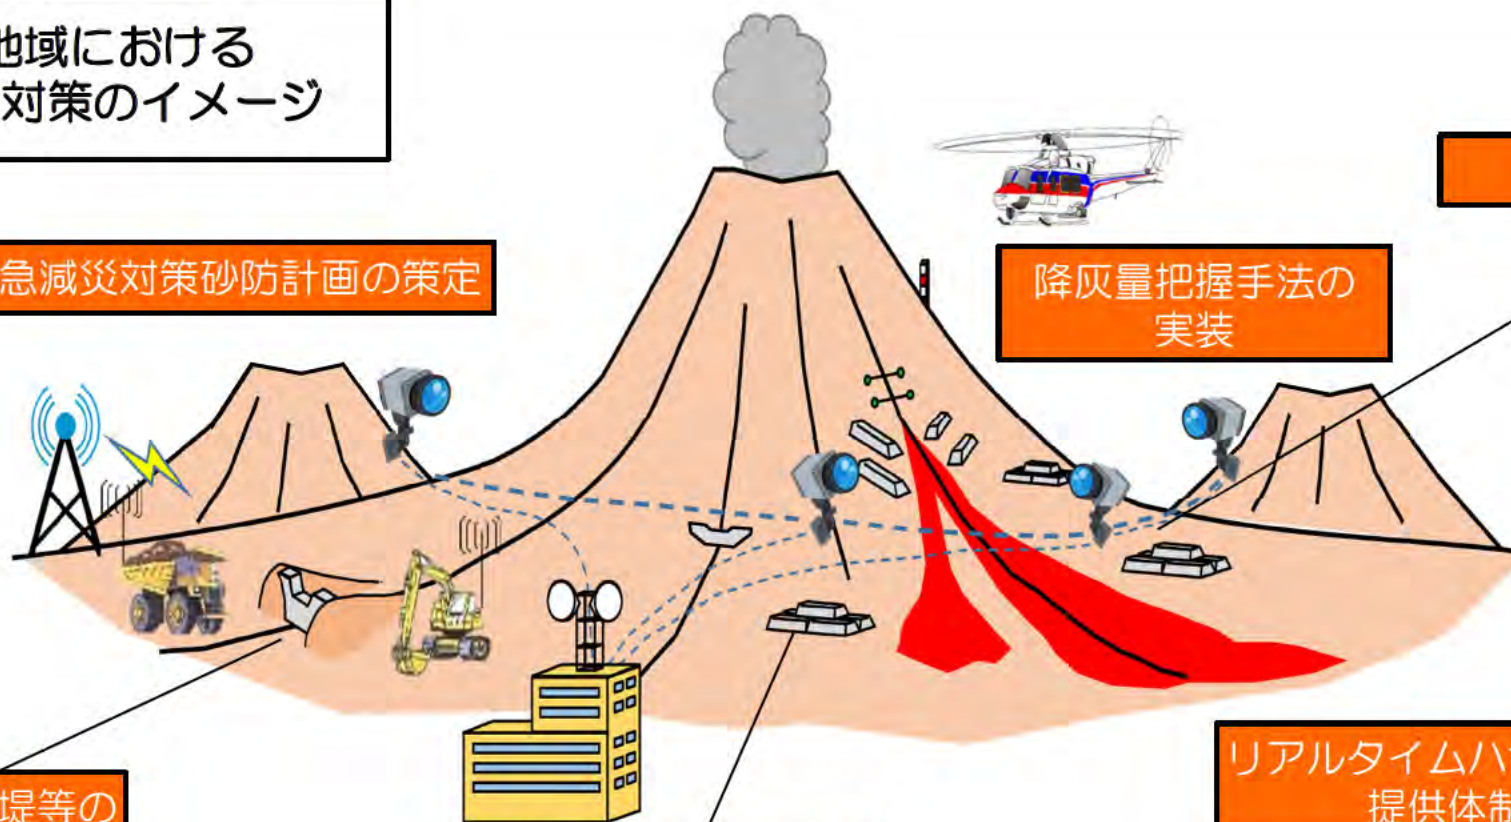 地域における
対策のイメージ
急減災対策砂防計画の策定
降灰量把握手法の
実装
堤等の
リアルタイムハ
提供体制